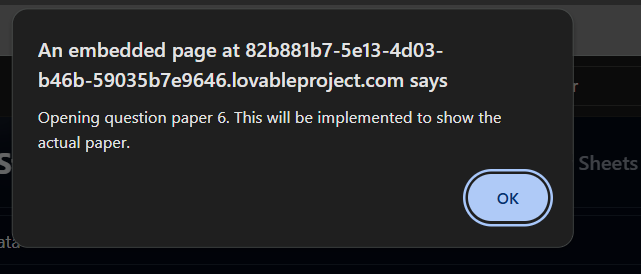 An embedded page at 82b881b7-5e13-4d03-
b46b-59035b7e9646.lovableproject.com says
Opening question paper 6. This will be implemented to show the
actual paper.
Sheets
OK